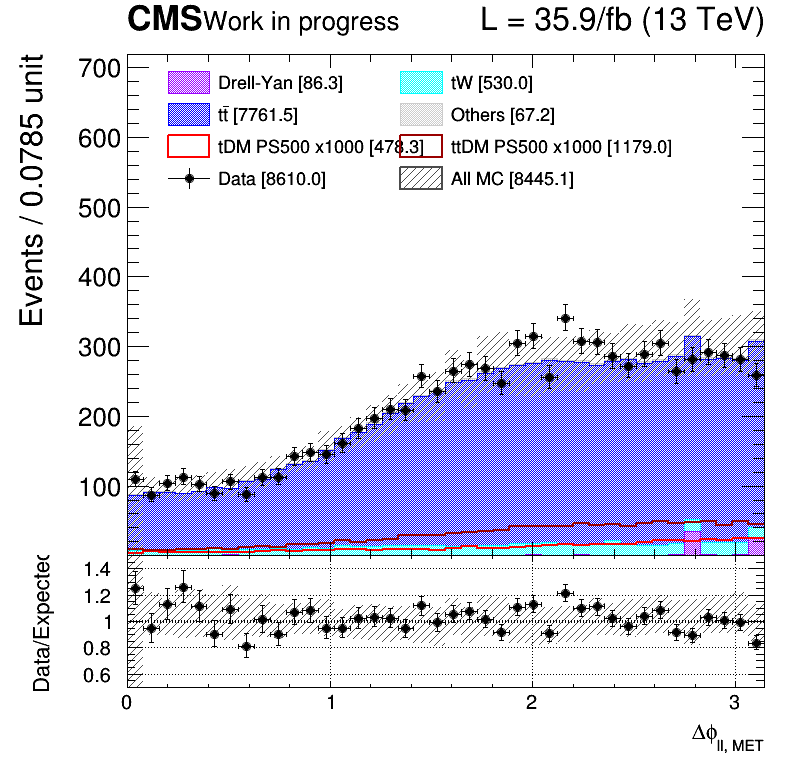 CMS Work in progress L = 35.9/fb (13 TeV)
Events / 0.0785 unit
700
600
500
400
300
200
100
Drell-Yan [86.3] tW [530.0]
tt̄ [7761.5] Others [67.2]
tDM PS500 x1000 [478.3] ttDM PS500 x1000 [1179.0]
Data [8610.0] All MC [8445.1]
Data/Expected
1.4
1.2
1
0.8
0.6
0 1 2 3
Δϕll, MET